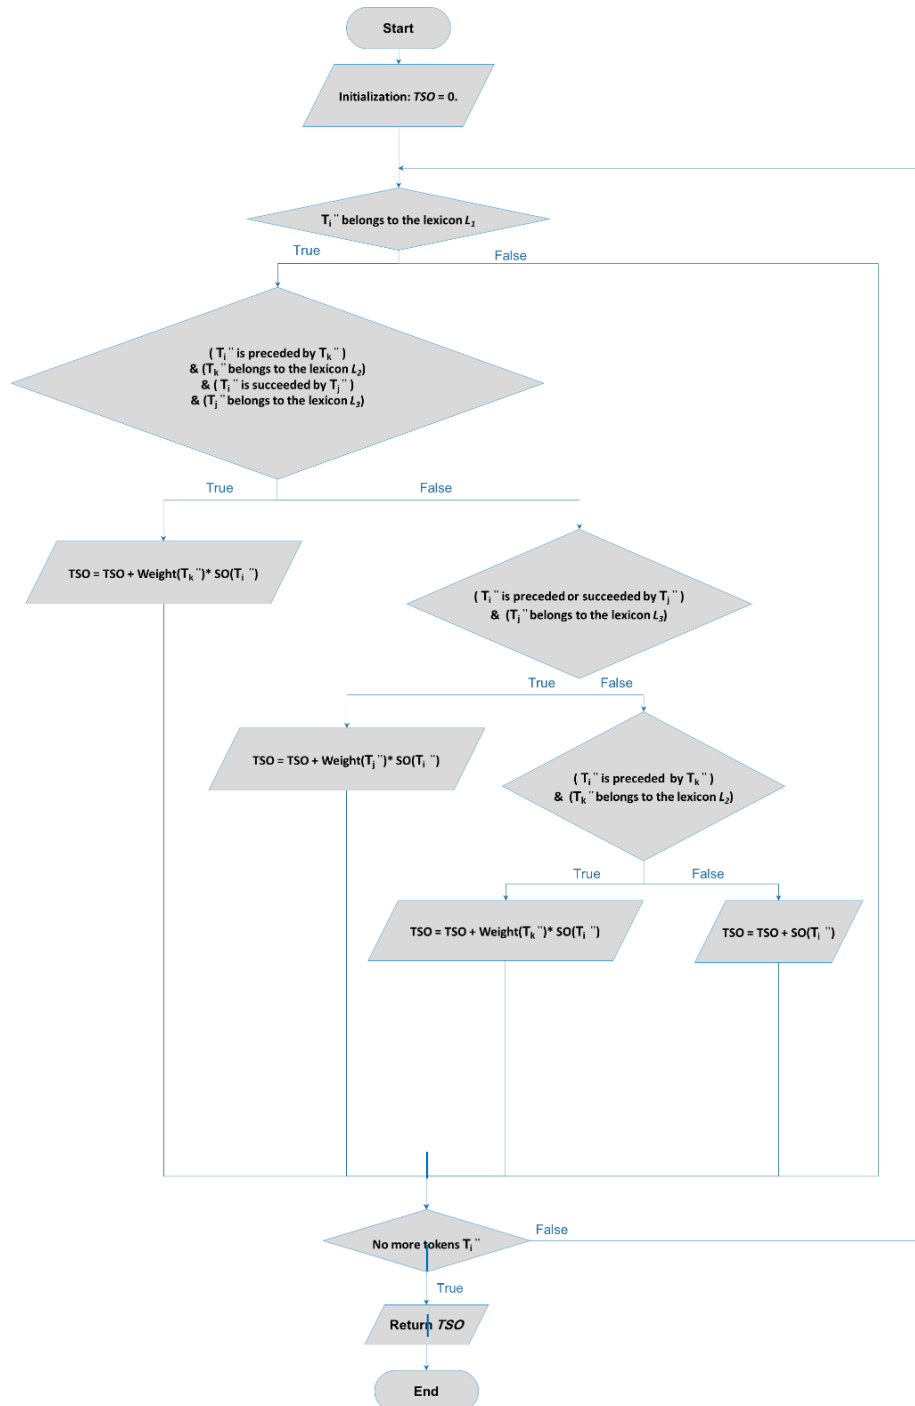 Start
Initialization: TSO = 0.
Tᵢ¨ belongs to the lexicon L₁
True
False
( Tᵢ¨ is preceded by Tₖ¨ )
& (Tₖ¨ belongs to the lexicon L₂)
& ( Tᵢ¨ is succeeded by Tⱼ¨ )
& (Tⱼ¨ belongs to the lexicon L₃)
True
False
TSO = TSO + Weight(Tₖ¨)* SO(Tᵢ¨)
( Tᵢ¨ is preceded or succeeded by Tⱼ¨ )
& (Tⱼ¨ belongs to the lexicon L₃)
True
False
TSO = TSO + Weight(Tⱼ¨)* SO(Tᵢ¨)
( Tᵢ¨ is preceded by Tₖ¨ )
& (Tₖ¨ belongs to the lexicon L₂)
True
False
TSO = TSO + Weight(Tₖ¨)* SO(Tᵢ¨)
TSO = TSO + SO(Tᵢ¨)
No more tokens Tᵢ¨
False
True
Return TSO
End